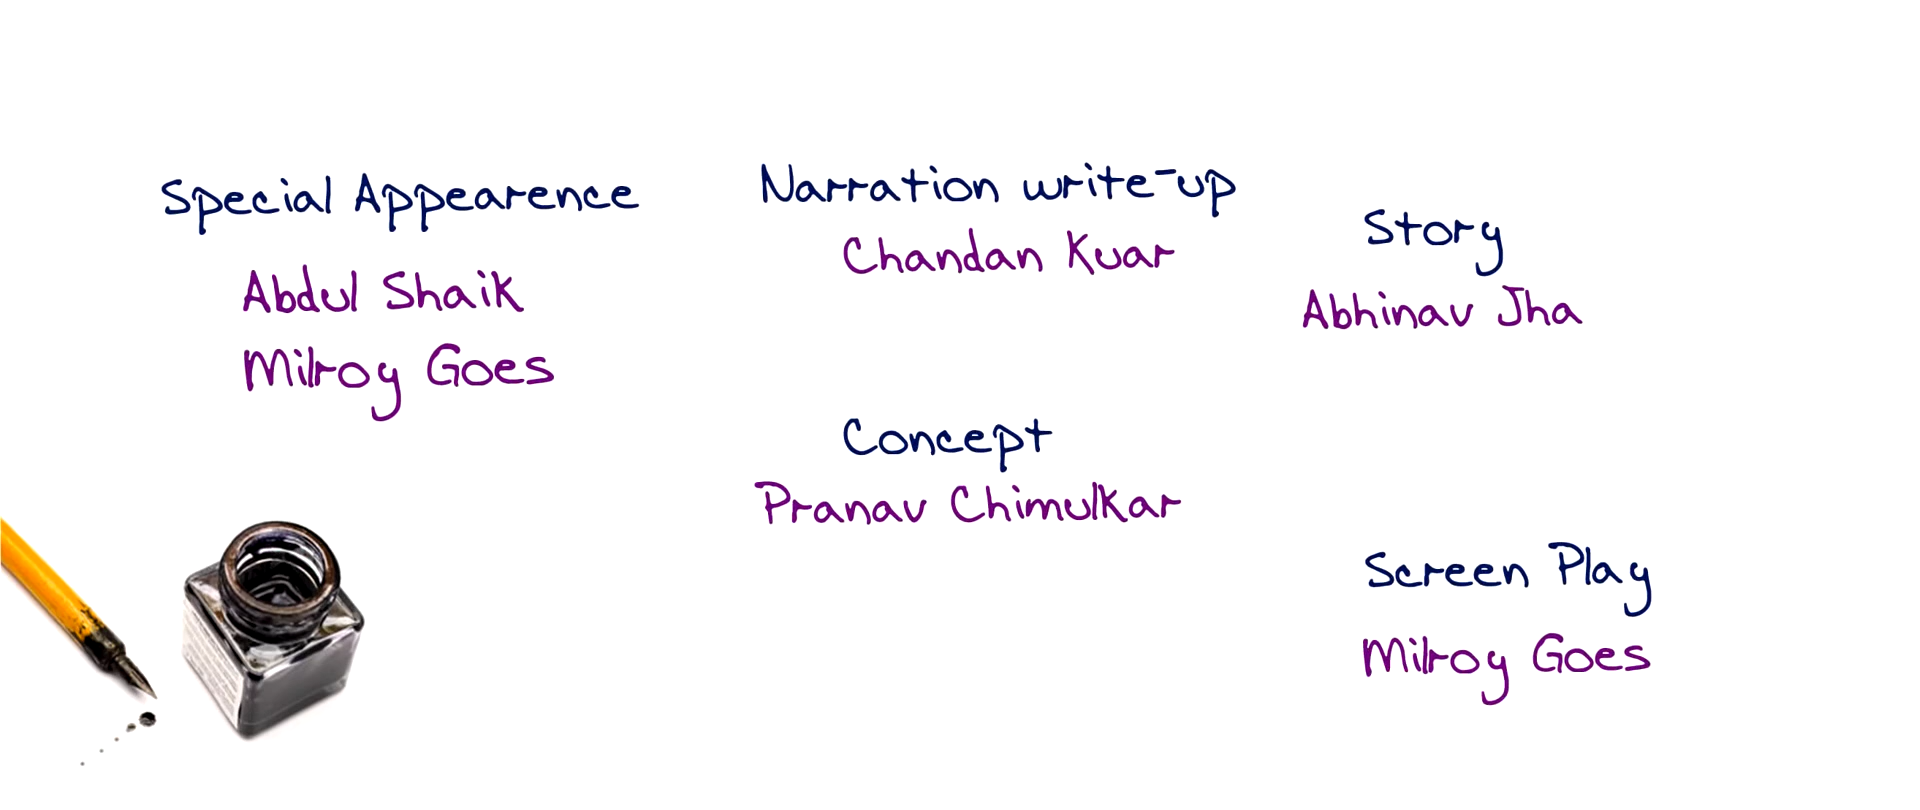 Special Appearence
Abdul Shaik
Milroy Goes
Narration write-up
Chandan Kuar
Concept
Pranav Chimulkar
Story
Abhinav Jha
Screen Play
Milroy Goes